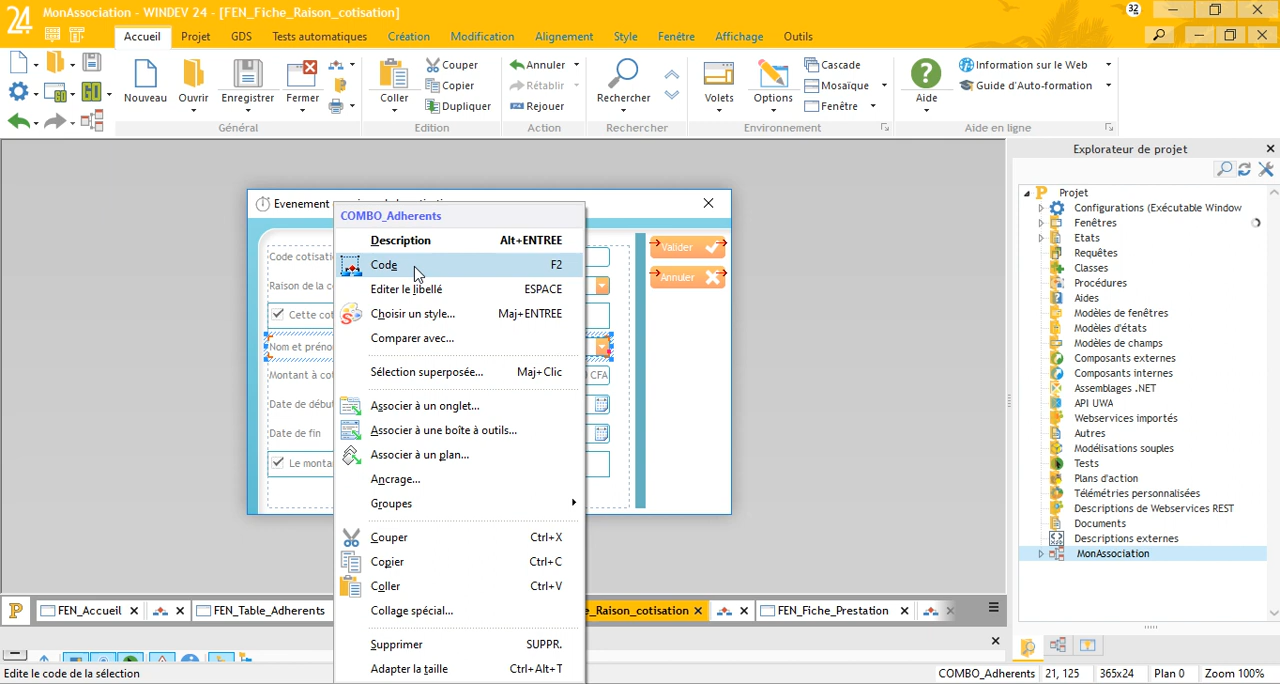 24 MonAssociation - WINDEV 24 - [FEN_Fiche_Raison_cotisation] 32
Accueil Projet GDS Tests automatiques Création Modification Alignement Style Fenêtre Affichage Outils
Nouveau Ouvrir Enregistrer Fermer
Général
Coller Couper
Copier
Dupliquer
Edition
Annuler
Rétablir
Rejouer
Action
Rechercher
Rechercher
Volets Options Cascade
Mosaïque
Fenêtre
Environnement
Aide Information sur le Web
Guide d'Auto-formation
Aide en ligne
Evenement
Code cotisati
Raison de la c
Cette cot
Nom et prénо
Montant à cot
CFA
Date de début
Date de fin
Le monta
Valider
Annuler
COMBO_Adherents
Description Alt+ENTREE
Code F2
Editer le libellé ESPACE
Choisir un style... Maj+ENTREE
Comparer avec...
Sélection superposée... Maj+Clic
Associer à un onglet...
Associer à une boîte à outils...
Associer à un plan...
Ancrage...
Groupes
Couper Ctrl+X
Copier Ctrl+C
Coller Ctrl+V
Collage spécial...
Supprimer SUPPR.
Adapter la taille Ctrl+Alt+T
Explorateur de projet
Projet
Configurations (Exécutable Window
Fenêtres
Etats
Requêtes
Classes
Procédures
Aides
Modèles de fenêtres
Modèles d'états
Modèles de champs
Composants externes
Composants internes
Assemblages .NET
API UWA
Webservices importés
Autres
Modélisations souples
Tests
Plans d'action
Télémétries personnalisées
Descriptions de Webservices REST
Documents
Descriptions externes
MonAssociation
FEN_Accueil FEN_Table_Adherents e_Raison_cotisation FEN_Fiche_Prestation
Edite le code de la sélection COMBO_Adherents 21, 125 365x24 Plan 0 Zoom 100%